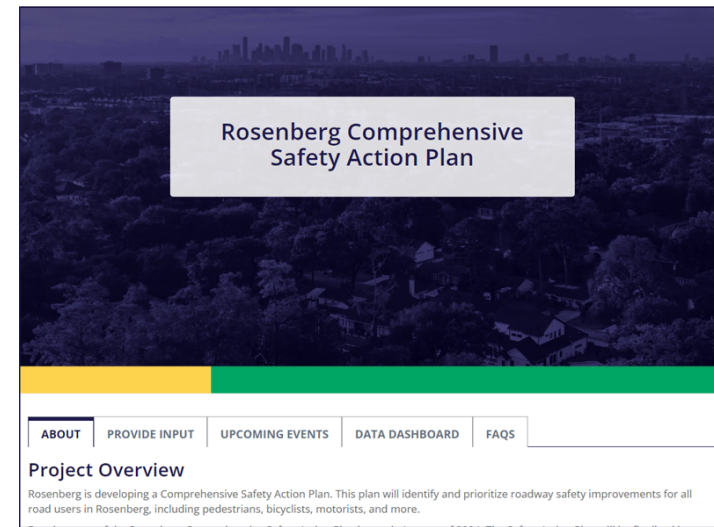 Rosenberg Comprehensive
Safety Action Plan
ABOUT
PROVIDE INPUT
UPCOMING EVENTS
DATA DASHBOARD
FAQS
Project Overview
Rosenberg is developing a Comprehensive Safety Action Plan. This plan will identify and prioritize roadway safety improvements for all
road users in Rosenberg, including pedestrians, bicyclists, motorists, and more.